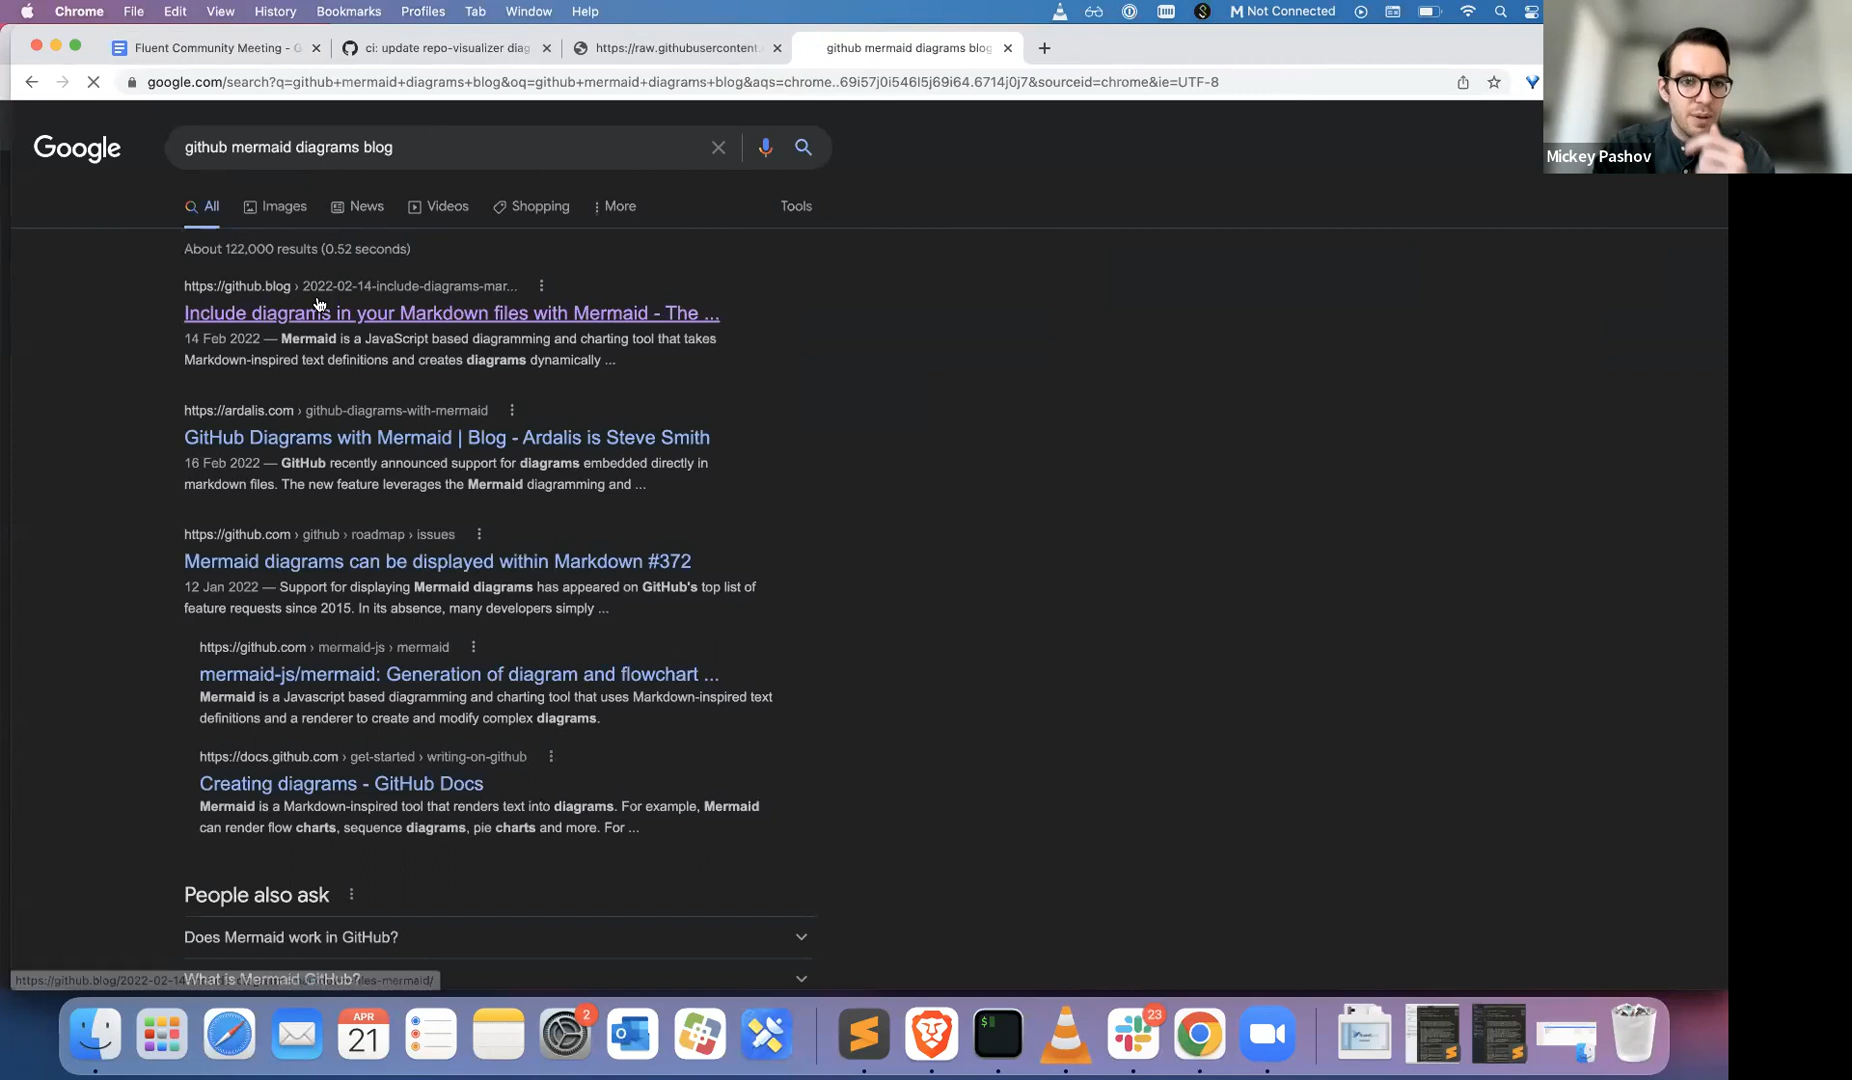 Chrome File Edit View History Bookmarks Profiles Tab Window Help M Not Connected
Fluent Community Meeting - G ci: update repo-visualizer diag https://raw.githubusercontent. github mermaid diagrams blog
google.com/search?q=github+mermaid+diagrams+blog&oq=github+mermaid+diagrams+blog&aqs=chrome..69i57j0i546l5j69i64.6714j0j7&sourceid=chrome&ie=UTF-8
Google
github mermaid diagrams blog
Mickey Pashov
All Images News Videos Shopping More Tools
About 122,000 results (0.52 seconds)
https://github.blog › 2022-02-14-include-diagrams-mar...
Include diagrams in your Markdown files with Mermaid - The ...
14 Feb 2022 — Mermaid is a JavaScript based diagramming and charting tool that takes
Markdown-inspired text definitions and creates diagrams dynamically ...
https://ardalis.com › github-diagrams-with-mermaid
GitHub Diagrams with Mermaid | Blog - Ardalis is Steve Smith
16 Feb 2022 — GitHub recently announced support for diagrams embedded directly in
markdown files. The new feature leverages the Mermaid diagramming and ...
https://github.com › github › roadmap › issues
Mermaid diagrams can be displayed within Markdown #372
12 Jan 2022 — Support for displaying Mermaid diagrams has appeared on GitHub's top list of
feature requests since 2015. In its absence, many developers simply ...
https://github.com › mermaid-js › mermaid
mermaid-js/mermaid: Generation of diagram and flowchart ...
Mermaid is a Javascript based diagramming and charting tool that uses Markdown-inspired text
definitions and a renderer to create and modify complex diagrams.
https://docs.github.com › get-started › writing-on-github
Creating diagrams - GitHub Docs
Mermaid is a Markdown-inspired tool that renders text into diagrams. For example, Mermaid
can render flow charts, sequence diagrams, pie charts and more. For ...
People also ask
Does Mermaid work in GitHub?
What is Mermaid GitHub?
https://github.blog/2022-02-14
iles-mermaid/
APR
21
2
23